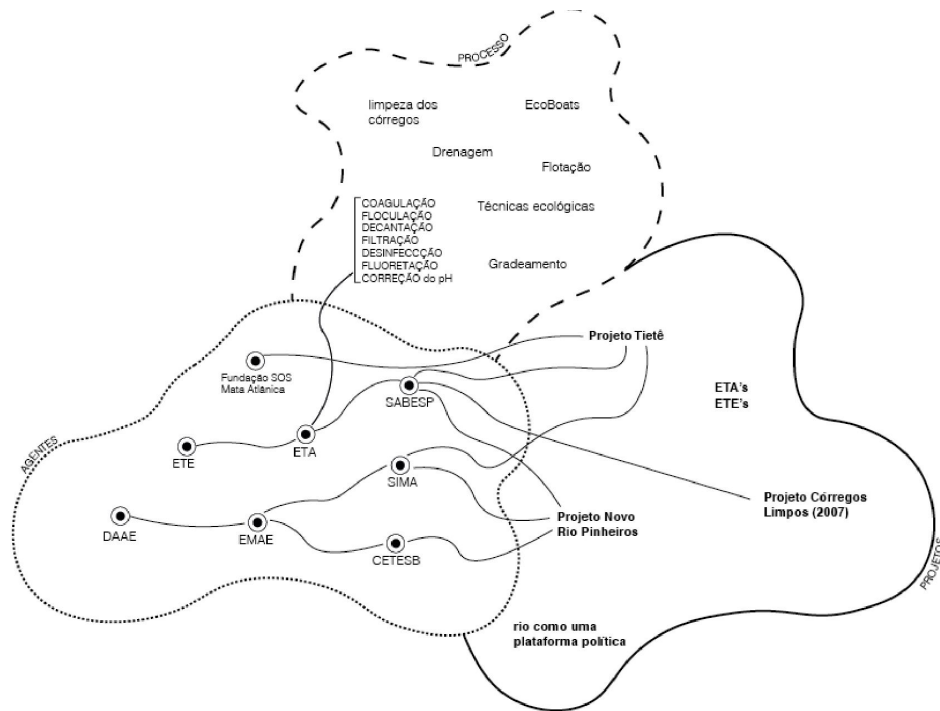 PROCESSO
limpeza dos
córregos
EcoBoats
Drenagem
Flotação
COAGULAÇÃO
FLOCULAÇÃO
DECANTAÇÃO
FILTRAÇÃO
DESINFECCÇÃO
FLUORETAÇÃO
CORREÇÃO do pH
Técnicas ecológicas
Gradeamento
AGENTES
Fundação SOS
Mata Atlânica
SABESP
ETE
ETA
SIMA
DAAE
EMAE
CETESB
Projeto Tietê
ETA's
ETE's
Projeto Córregos
Limpos (2007)
Projeto Novo
Rio Pinheiros
rio como uma
plataforma política
PROJETOS